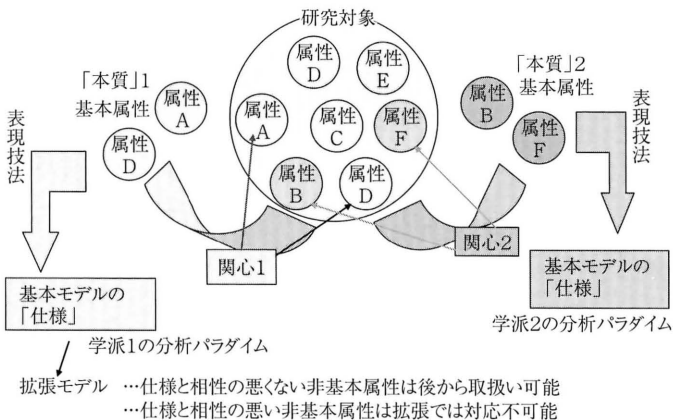 研究対象
属性
D
属性
E
属性
A
属性
C
属性
F
属性
B
属性
D
「本質」1
基本属性
属性
A
属性
D
表現技法
関心1
基本モデルの
「仕様」
学派1の分析パラダイム
「本質」2
基本属性
属性
B
属性
F
表現技法
関心2
基本モデルの
「仕様」
学派2の分析パラダイム
拡張モデル …仕様と相性の悪くない非基本属性は後から取扱い可能
…仕様と相性の悪い非基本属性は拡張では対応不可能